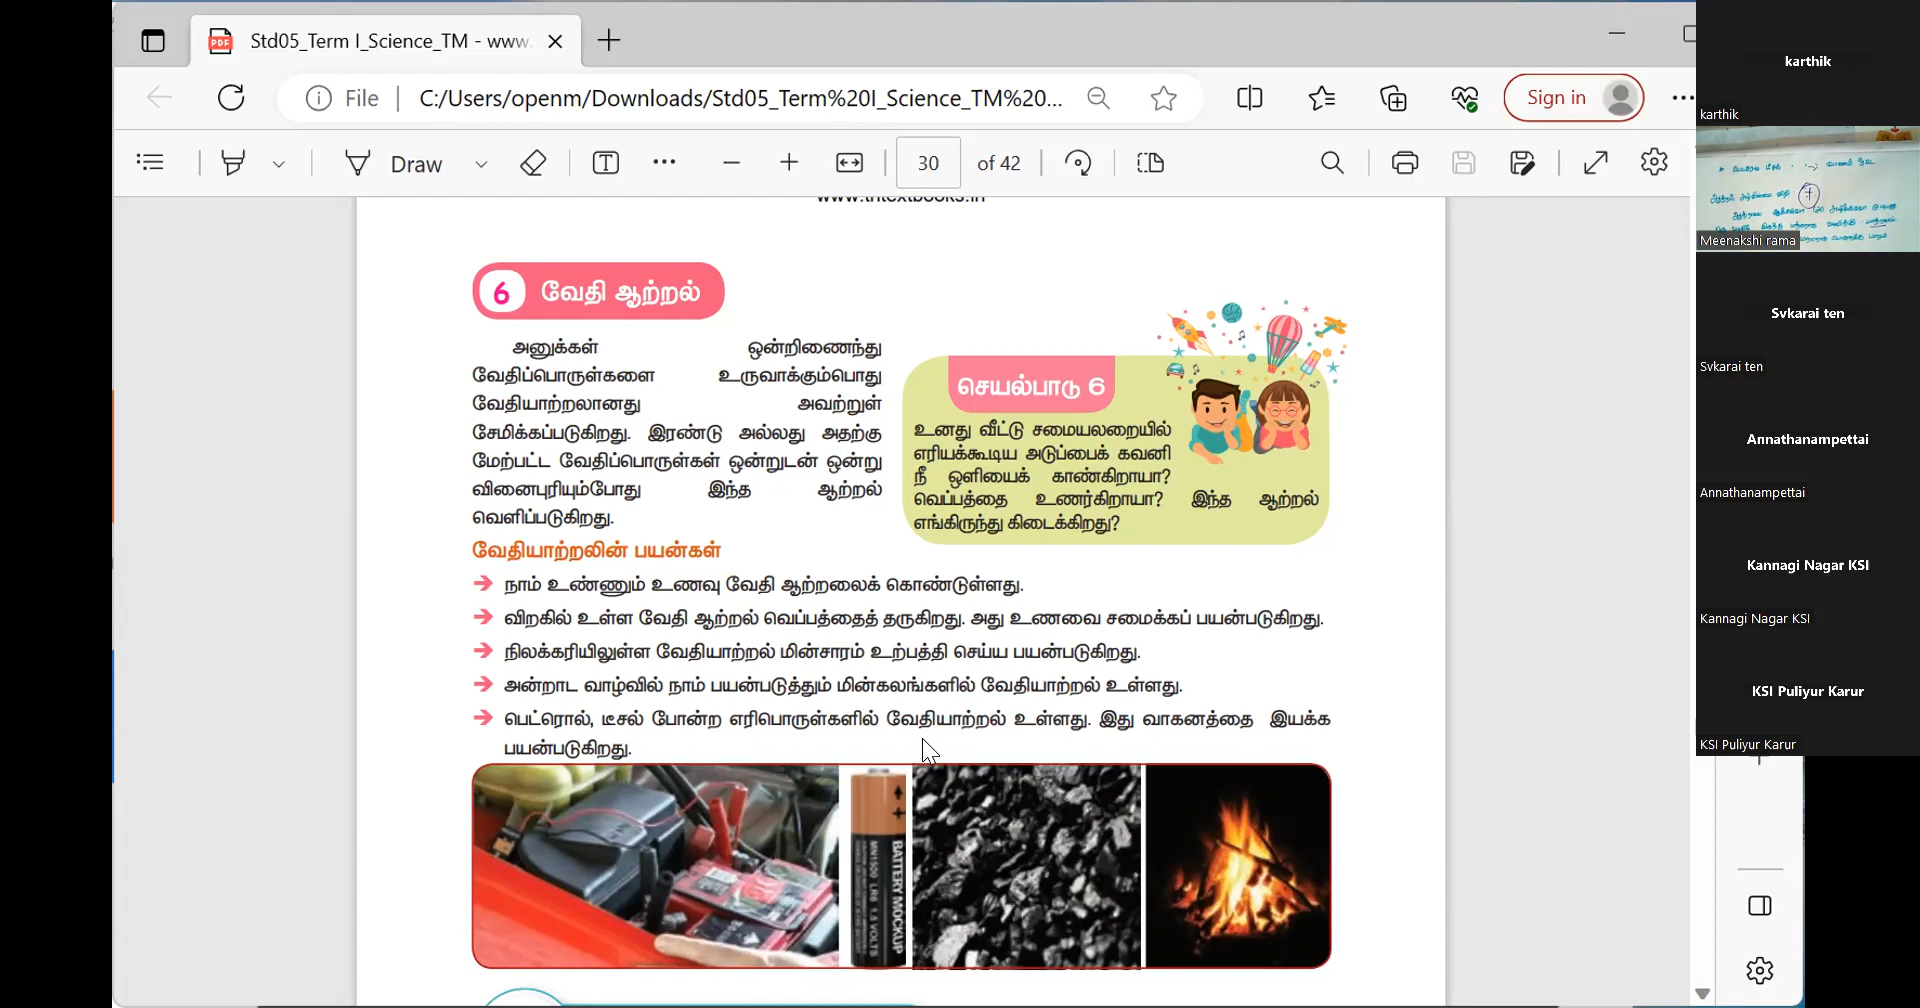 Std05_Term I_Science_TM - www.
File
C:/Users/openm/Downloads/Std05_Term%20I_Science_TM%20...
Sign in
Draw
30 of 42
6 வேதி ஆற்றல்
அனுக்கள் ஒன்றிணைந்து
வேதிப்பொருள்களை உருவாக்கும்பொது
வேதியாற்றலானது அவற்றுள்
சேமிக்கப்படுகிறது. இரண்டு அல்லது அதற்கு
மேற்பட்ட வேதிப்பொருள்கள் ஒன்றுடன் ஒன்று
வினைபுரியும்போது இந்த ஆற்றல்
வெளிப்படுகிறது.
செயல்பாடு 6
உனது வீட்டு சமையலறையில்
எரியக்கூடிய அடுப்பைக் கவனி
நீ ஒளியைக் காண்கிறாயா?
வெப்பத்தை உணர்கிறாயா? இந்த ஆற்றல்
எங்கிருந்து கிடைக்கிறது?
வேதியாற்றலின் பயன்கள்
நாம் உண்ணும் உணவு வேதி ஆற்றலைக் கொண்டுள்ளது.
விறகில் உள்ள வேதி ஆற்றல் வெப்பத்தைத் தருகிறது. அது உணவை சமைக்கப் பயன்படுகிறது.
நிலக்கரியிலுள்ள வேதியாற்றல் மின்சாரம் உற்பத்தி செய்ய பயன்படுகிறது.
அன்றாட வாழ்வில் நாம் பயன்படுத்தும் மின்கலங்களில் வேதியாற்றல் உள்ளது.
பெட்ரொல், டீசல் போன்ற எரிபொருள்களில் வேதியாற்றல் உள்ளது. இது வாகனத்தை இயக்க
பயன்படுகிறது.
BATTERY MOCKUP
MN1500 LR6 1.5 VOLTS
karthik
karthik
Meenakshi rama
Svkarai ten
Svkarai ten
Annathanampettai
Annathanampettai
Kannagi Nagar KSI
Kannagi Nagar KSI
KSI Puliyur Karur
KSI Puliyur Karur